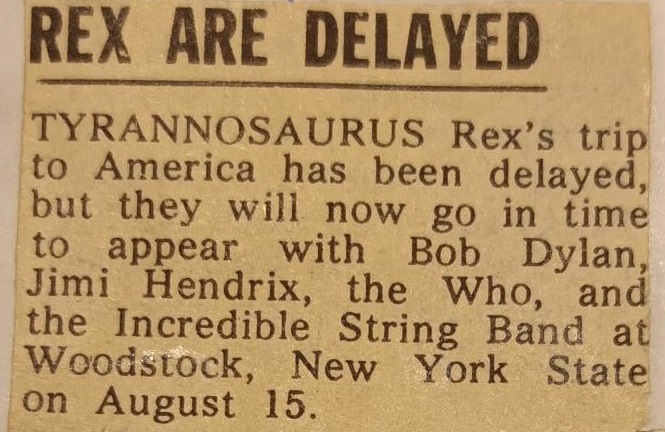 REX ARE DELAYED
TYRANNOSAURUS Rex's trip
to America has been delayed,
but they will now go in time
to appear with Bob Dylan,
Jimi Hendrix, the Who, and
the Incredible String Band at
Woodstock, New York State
on August 15.